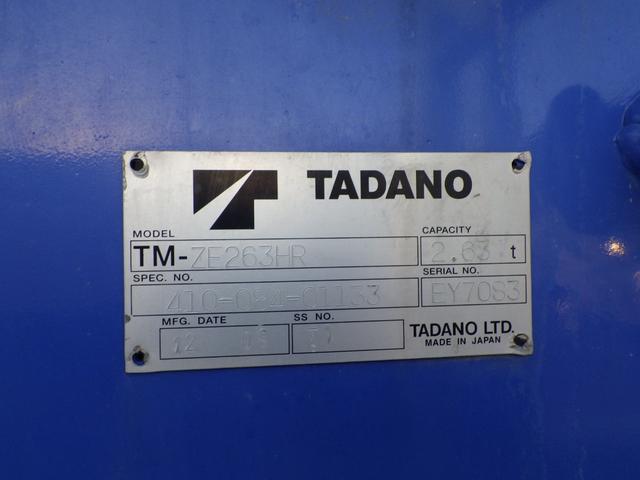 TADANO
MODEL
CAPACITY
TM-ZE263HR
2.63 t
SPEC. NO.
SERIAL NO.
EY7083
MFG. DATE
SS NO.
12
TADANO LTD.
MADE IN JAPAN